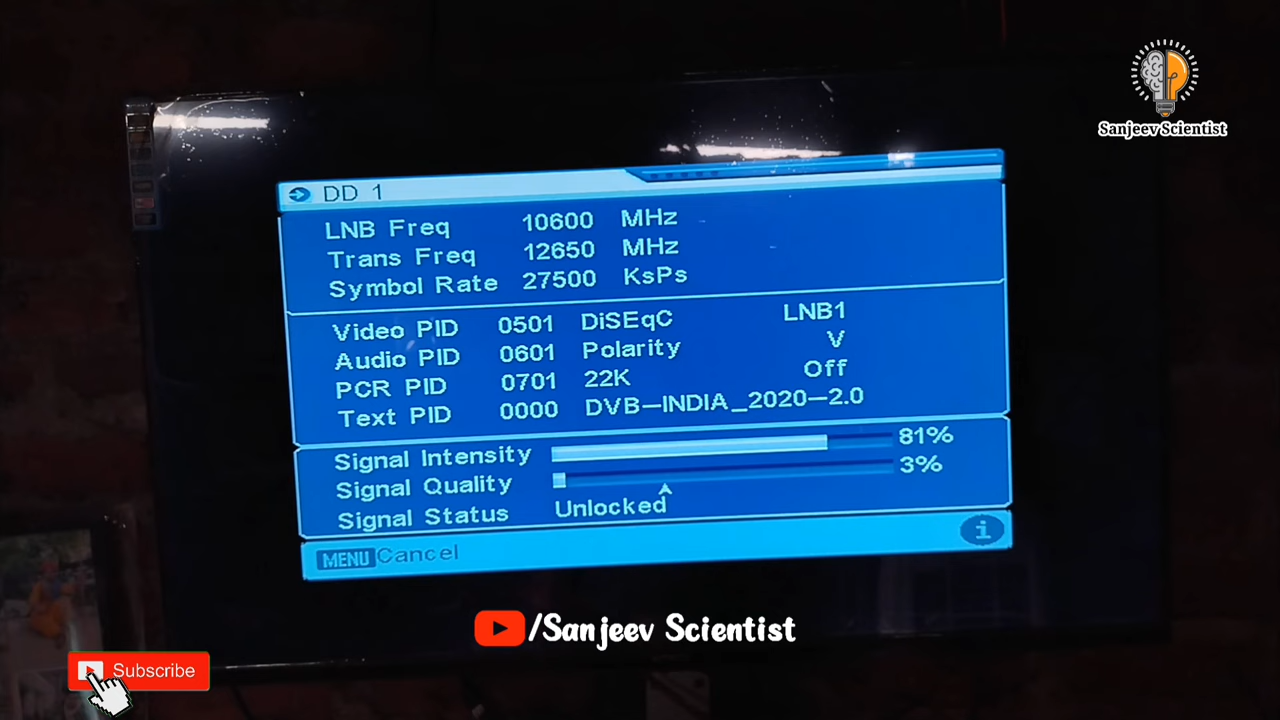 Sanjeev Scientist
DD 1
LNB Freq 10600 MHz
Trans Freq 12650 MHz
Symbol Rate 27500 KsPs
Video PID 0501 DiSEqC LNB1
Audio PID 0601 Polarity V
PCR PID 0701 22K Off
Text PID 0000 DVB-INDIA_2020-2.0
Signal Intensity 81%
Signal Quality 3%
Signal Status Unlocked
MENU Cancel i
/Sanjeev Scientist
Subscribe